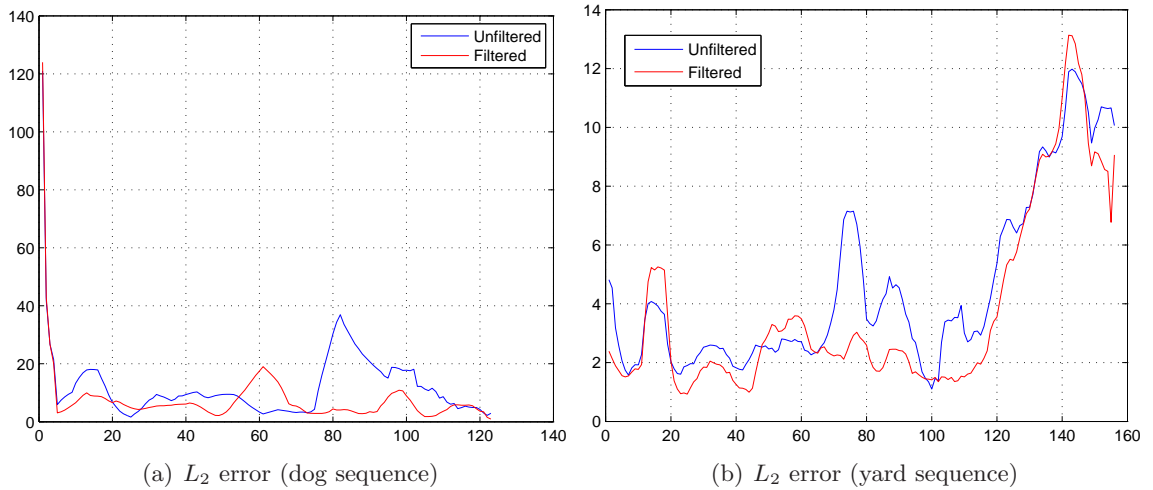 140
120
100
80
60
40
20
0
0 20 40 60 80 100 120 140
Unfiltered
Filtered
(a) L₂ error (dog sequence)
14
12
10
8
6
4
2
0
0 20 40 60 80 100 120 140 160
Unfiltered
Filtered
(b) L₂ error (yard sequence)